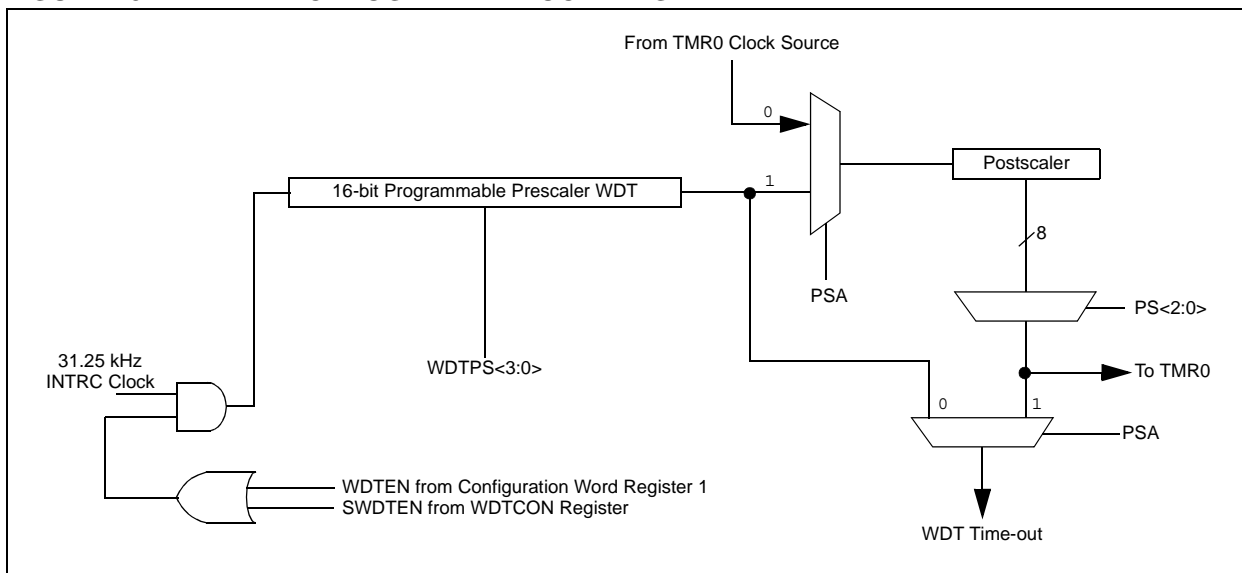 From TMR0 Clock Source
0
Postscaler
16-bit Programmable Prescaler WDT
1
8
PSA
PS<2:0>
31.25 kHz
INTRC Clock
WDTPS<3:0>
To TMR0
0
1
PSA
WDTEN from Configuration Word Register 1
SWDTEN from WDTCON Register
WDT Time-out